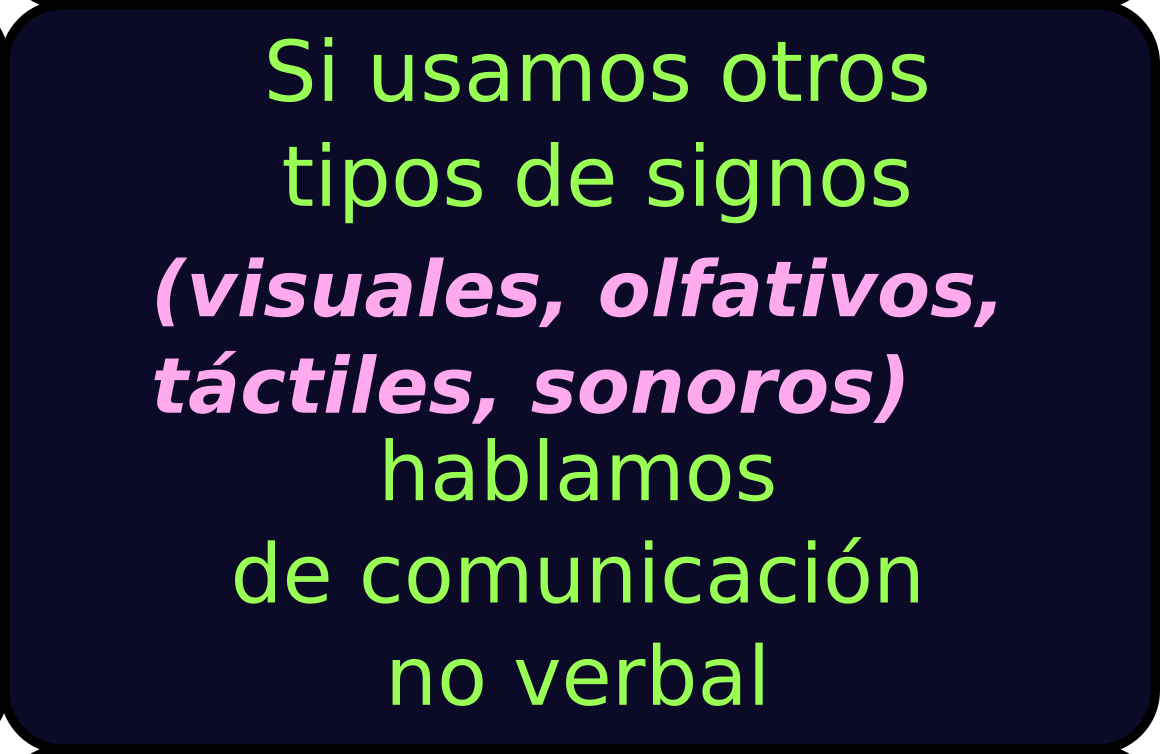 Si usamos otros
tipos de signos
(visuales, olfativos,
táctiles, sonoros)
hablamos
de comunicación
no verbal